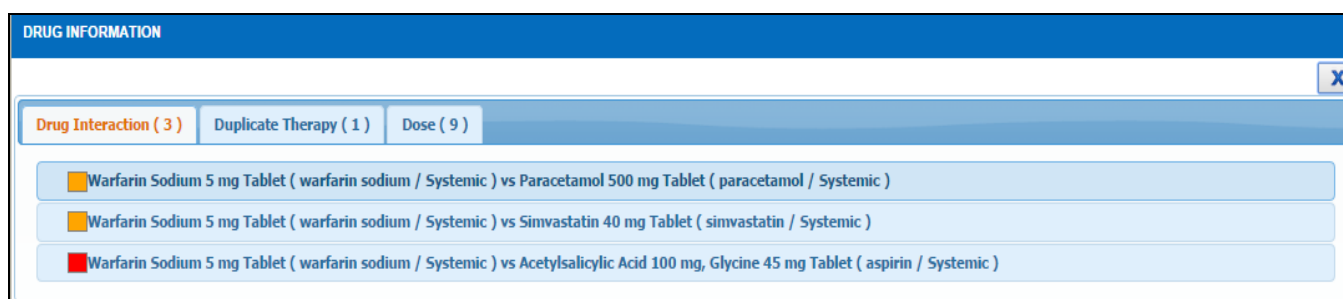 DRUG INFORMATION
X
Drug Interaction ( 3 ) Duplicate Therapy ( 1 ) Dose ( 9 )
Warfarin Sodium 5 mg Tablet ( warfarin sodium / Systemic ) vs Paracetamol 500 mg Tablet ( paracetamol / Systemic )
Warfarin Sodium 5 mg Tablet ( warfarin sodium / Systemic ) vs Simvastatin 40 mg Tablet ( simvastatin / Systemic )
Warfarin Sodium 5 mg Tablet ( warfarin sodium / Systemic ) vs Acetylsalicylic Acid 100 mg, Glycine 45 mg Tablet ( aspirin / Systemic )